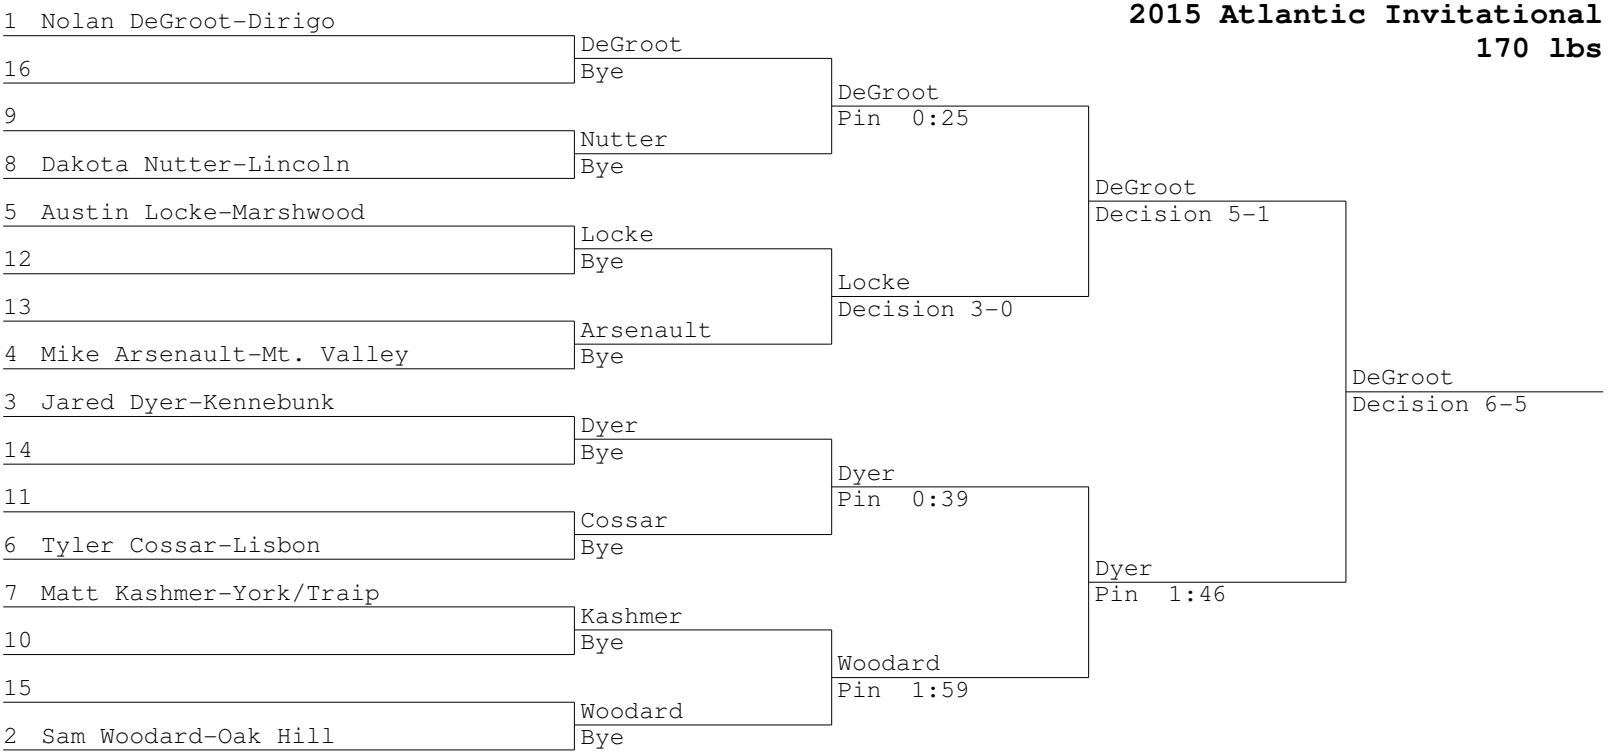 2015 Atlantic Invitational
170 lbs
1 Nolan DeGroot-Dirigo
16
9
8 Dakota Nutter-Lincoln
5 Austin Locke-Marshwood
12
13
4 Mike Arsenault-Mt. Valley
3 Jared Dyer-Kennebunk
14
11
6 Tyler Cossar-Lisbon
7 Matt Kashmer-York/Traip
10
15
2 Sam Woodard-Oak Hill
DeGroot
Bye
Nutter
Bye
Locke
Bye
Arsenault
Bye
Dyer
Bye
Cossar
Bye
Kashmer
Bye
Woodard
Bye
DeGroot
Pin 0:25
Locke
Decision 3-0
Dyer
Pin 0:39
Woodard
Pin 1:59
DeGroot
Decision 5-1
Dyer
Pin 1:46
DeGroot
Decision 6-5